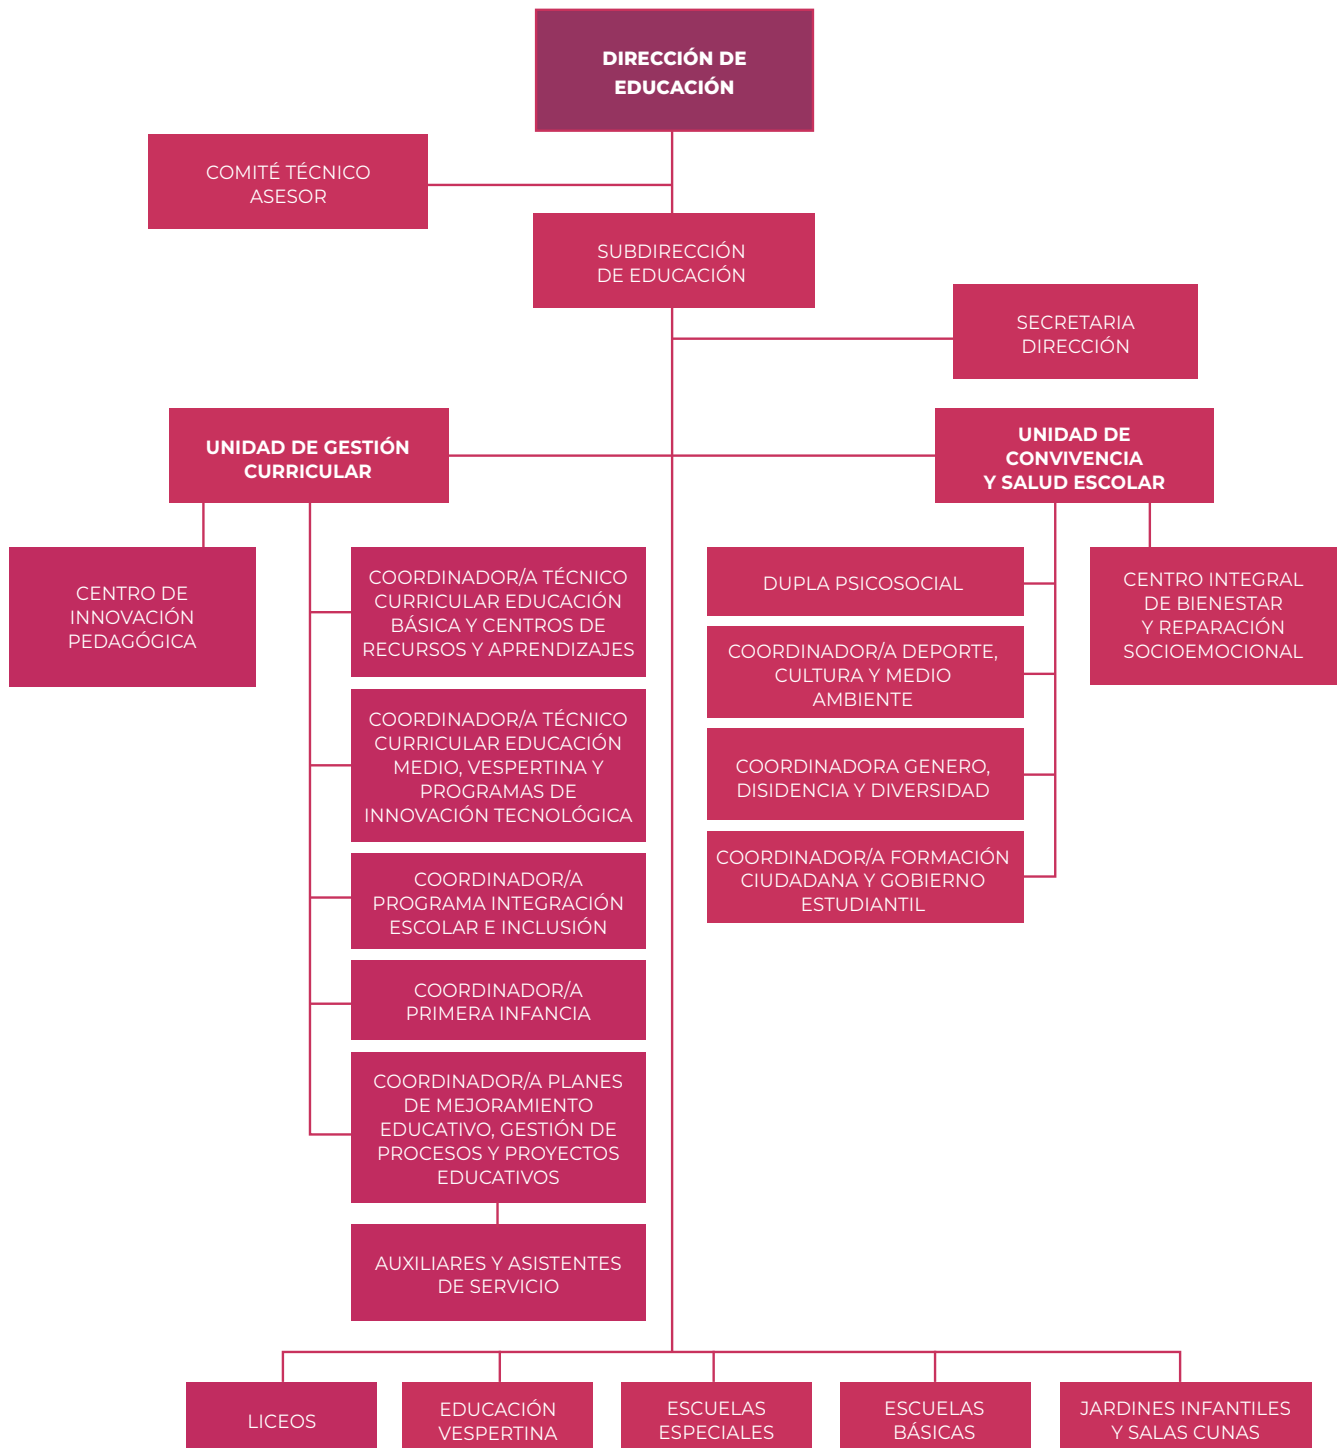 DIRECCIÓN DE
EDUCACIÓN
COMITÉ TÉCNICO
ASESOR
SUBDIRECCIÓN
DE EDUCACIÓN
SECRETARIA
DIRECCIÓN
UNIDAD DE GESTIÓN
CURRICULAR
UNIDAD DE
CONVIVENCIA
Y SALUD ESCOLAR
CENTRO DE
INNOVACIÓN
PEDAGÓGICA
COORDINADOR/A TÉCNICO
CURRICULAR EDUCACIÓN
BÁSICA Y CENTROS DE
RECURSOS Y APRENDIZAJES
COORDINADOR/A TÉCNICO
CURRICULAR EDUCACIÓN
MEDIO, VESPERTINA Y
PROGRAMAS DE
INNOVACIÓN TECNOLÓGICA
COORDINADOR/A
PROGRAMA INTEGRACIÓN
ESCOLAR E INCLUSIÓN
COORDINADOR/A
PRIMERA INFANCIA
COORDINADOR/A PLANES
DE MEJORAMIENTO
EDUCATIVO, GESTIÓN DE
PROCESOS Y PROYECTOS
EDUCATIVOS
AUXILIARES Y ASISTENTES
DE SERVICIO
DUPLA PSICOSOCIAL
COORDINADOR/A DEPORTE,
CULTURA Y MEDIO
AMBIENTE
COORDINADORA GENERO,
DISIDENCIA Y DIVERSIDAD
COORDINADOR/A FORMACIÓN
CIUDADANA Y GOBIERNO
ESTUDIANTIL
CENTRO INTEGRAL
DE BIENESTAR
Y REPARACIÓN
SOCIOEMOCIONAL
LICEOS
EDUCACIÓN
VESPERTINA
ESCUELAS
ESPECIALES
ESCUELAS
BÁSICAS
JARDINES INFANTILES
Y SALAS CUNAS